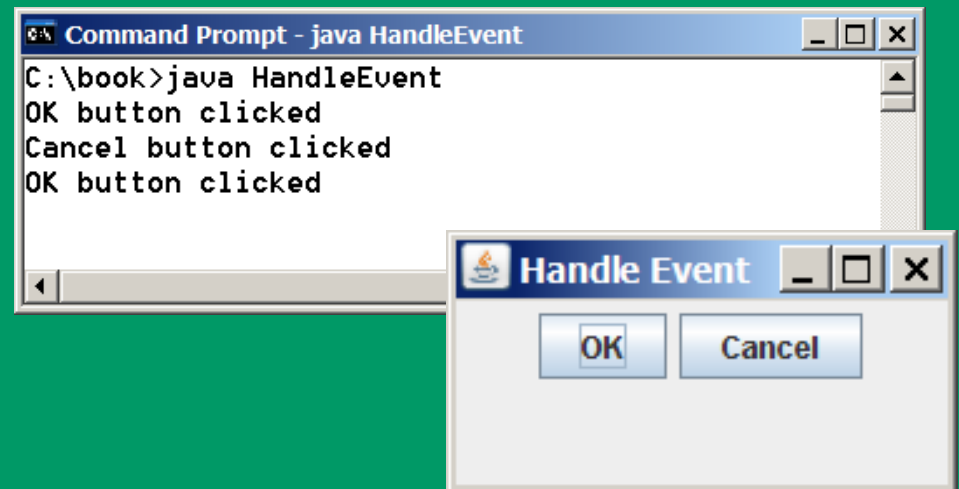 Command Prompt - java HandleEvent
C:\book>java HandleEvent
OK button clicked
Cancel button clicked
OK button clicked
Handle Event
OK
Cancel